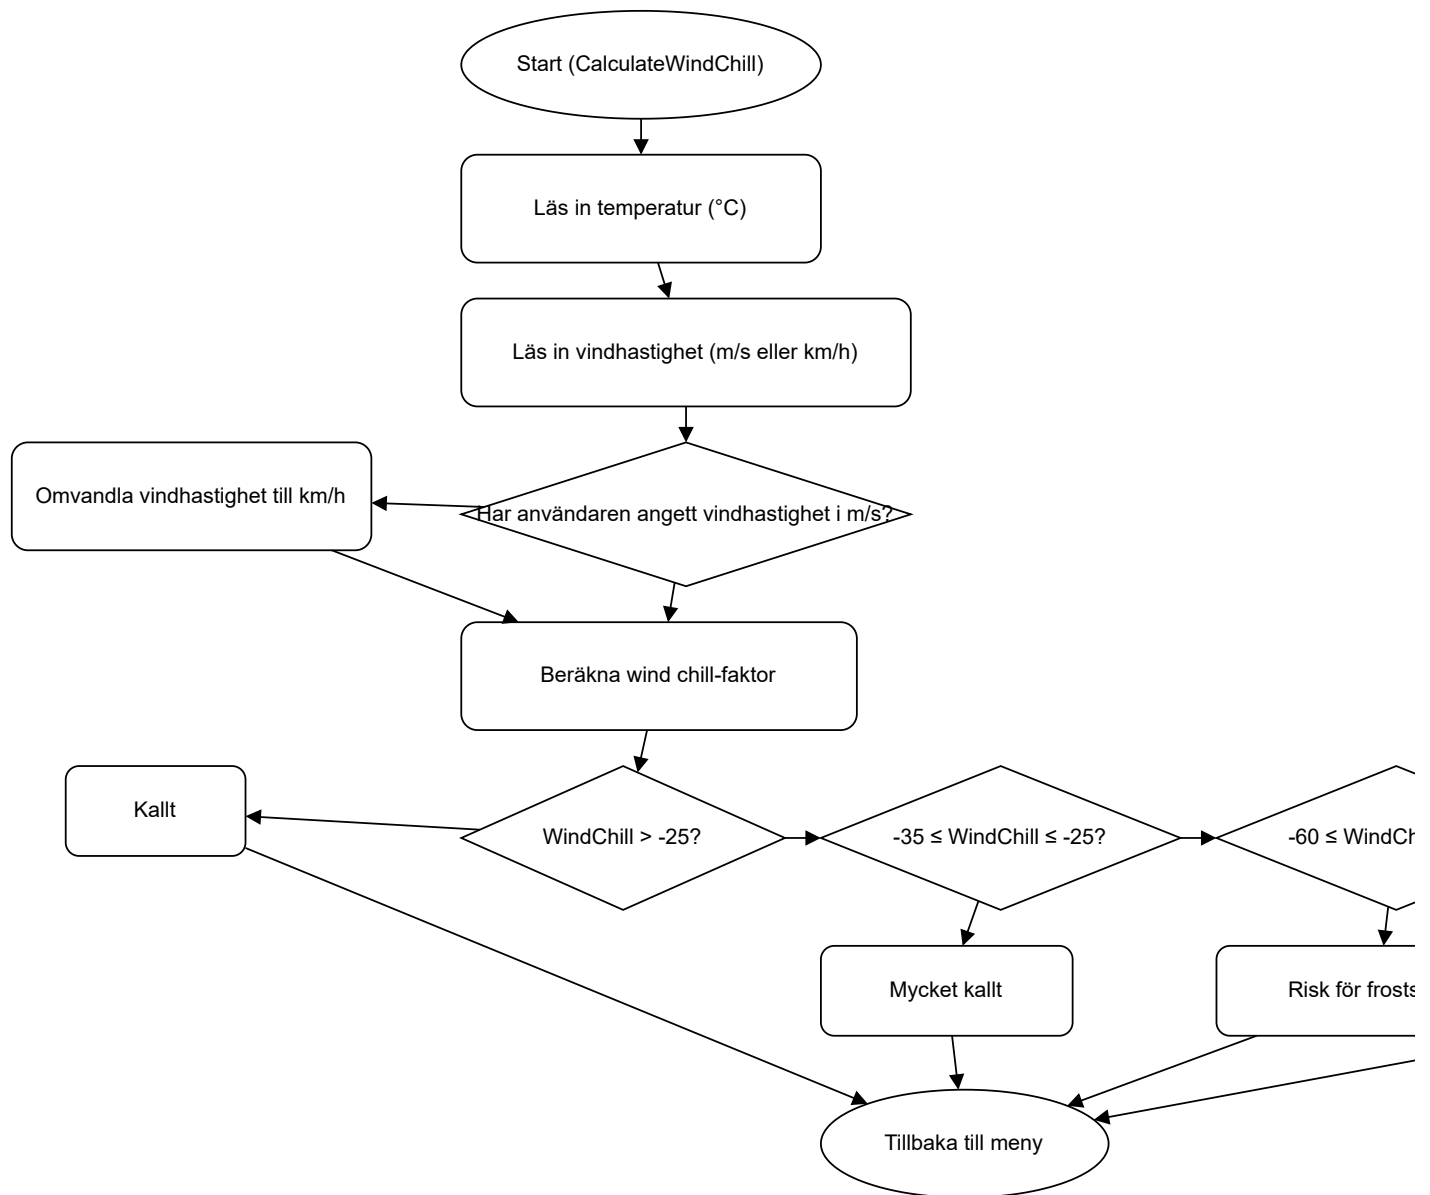 Start (CalculateWindChill)
Läs in temperatur (°C)
Läs in vindhastighet (m/s eller km/h)
Omvandla vindhastighet till km/h
Har användaren angett vindhastighet i m/s?
Beräkna wind chill-faktor
Kallt
WindChill > -25?
-35 ≤ WindChill ≤ -25?
-60 ≤
Mycket kallt
Risk för
Tillbaka till meny